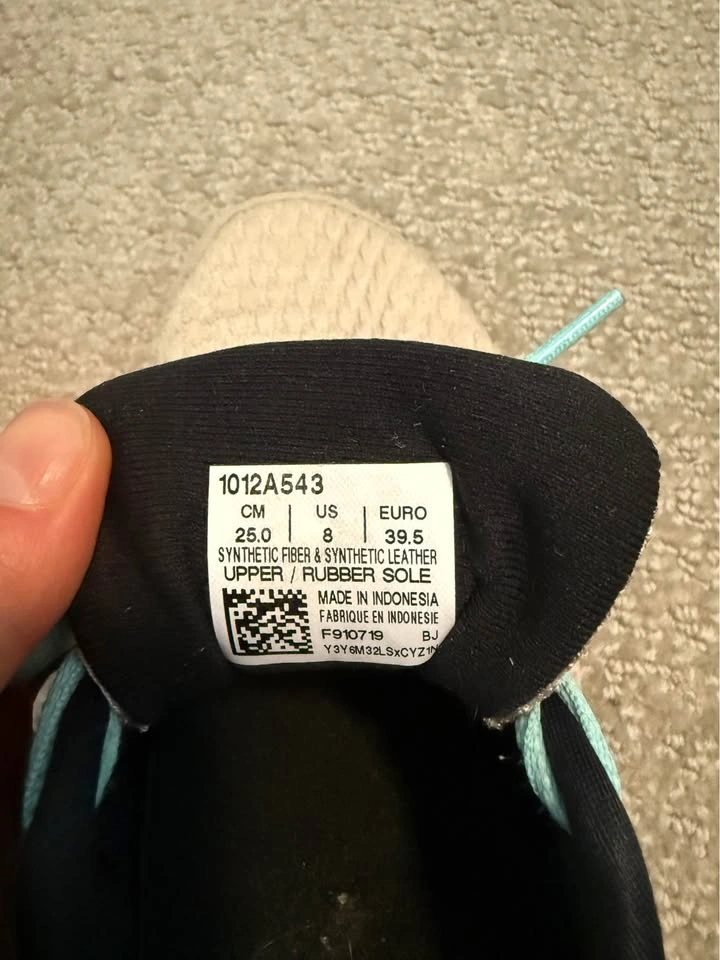 1012A543
CM | US | EURO
25.0 | 8 | 39.5
SYNTHETIC FIBER & SYNTHETIC LEATHER
UPPER / RUBBER SOLE
MADE IN INDONESIA
FABRIQUE EN INDONESIE
F910719 BJ